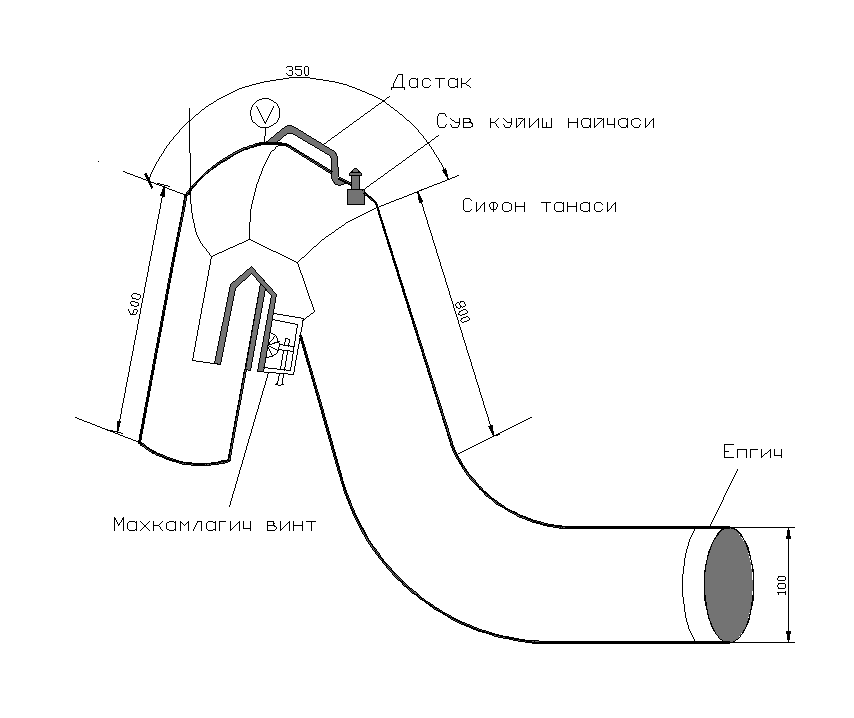 350
Дастак
V
Сув куйиш найчаси
Сифон танаси
600
800
Епгич
Махкамлагич винт
100